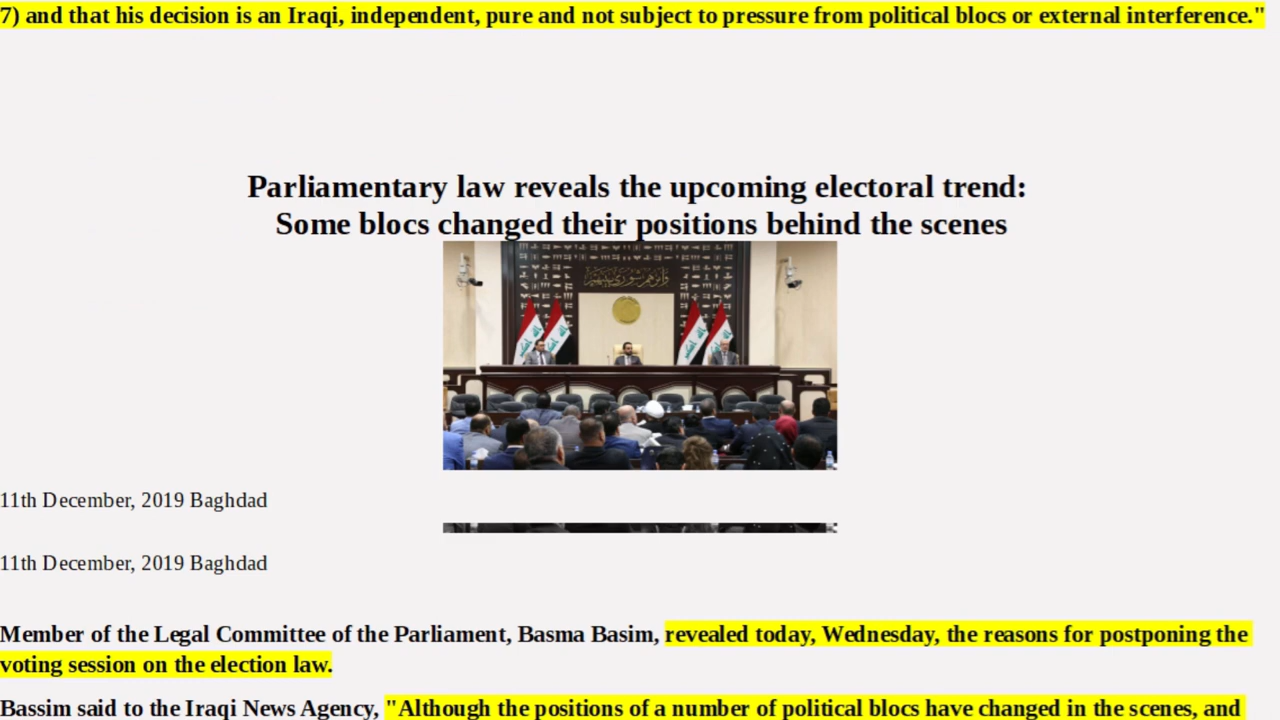 7) and that his decision is an Iraqi, independent, pure and not subject to pressure from political blocs or external interference."
Parliamentary law reveals the upcoming electoral trend:
Some blocs changed their positions behind the scenes
وأمرهم شورى بينهم
11th December, 2019 Baghdad
11th December, 2019 Baghdad
Member of the Legal Committee of the Parliament, Basma Basim, revealed today, Wednesday, the reasons for postponing the
voting session on the election law.
Bassim said to the Iraqi News Agency, "Although the positions of a number of political blocs have changed in the scenes, and